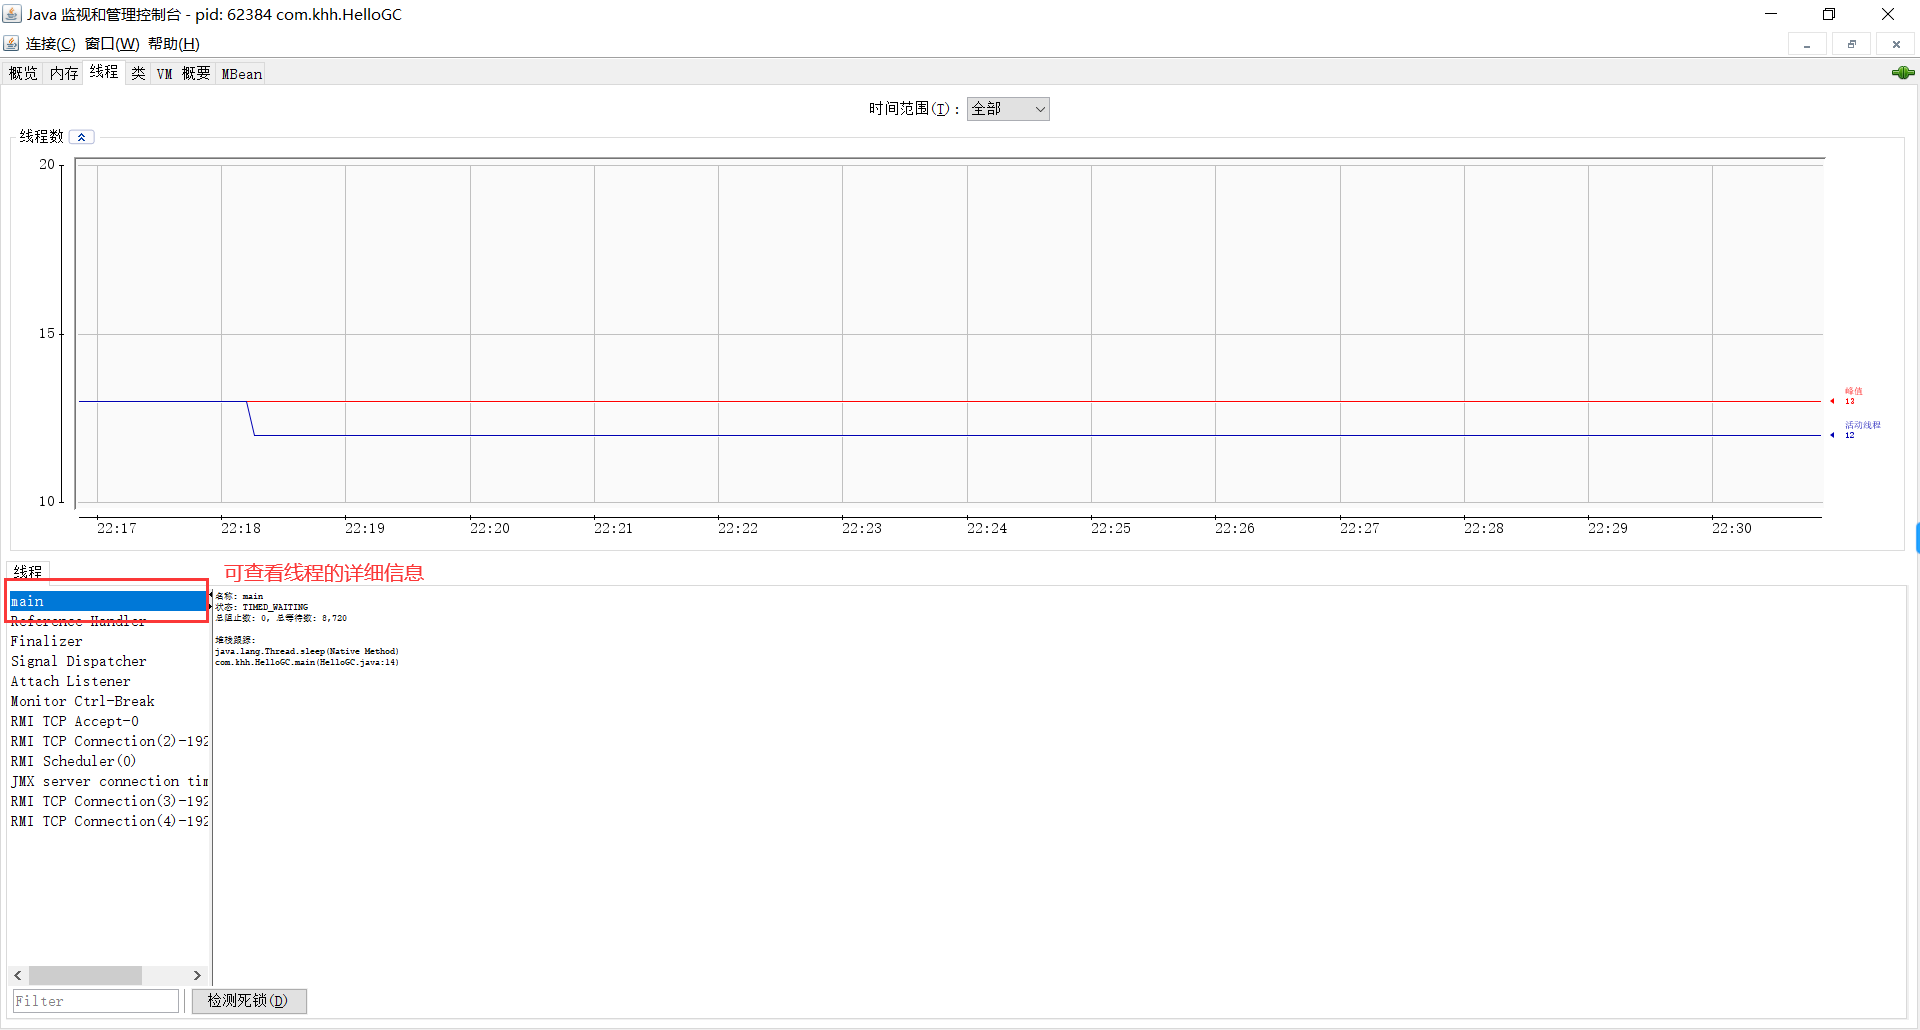 Java 监视和管理控制台 - pid: 62384 com.khh.HelloGC
连接(C) 窗口(W) 帮助(H)
概览 内存 线程 类 VM 概要 MBean
时间范围(T): 全部
线程数
20
15
10
峰值
13
活动线程
12
22:17 22:18 22:19 22:20 22:21 22:22 22:23 22:24 22:25 22:26 22:27 22:28 22:29 22:30
线程
可查看线程的详细信息
main
Reference Handler
Finalizer
Signal Dispatcher
Attach Listener
Monitor Ctrl-Break
RMI TCP Accept-0
RMI TCP Connection(2)-192
RMI Scheduler(0)
JMX server connection tim
RMI TCP Connection(3)-192
RMI TCP Connection(4)-192
名称: main
状态: TIMED_WAITING
总阻止数: 0, 总等待数: 8,720
堆栈跟踪:
java.lang.Thread.sleep(Native Method)
com.khh.HelloGC.main(HelloGC.java:14)
Filter
检测死锁(D)